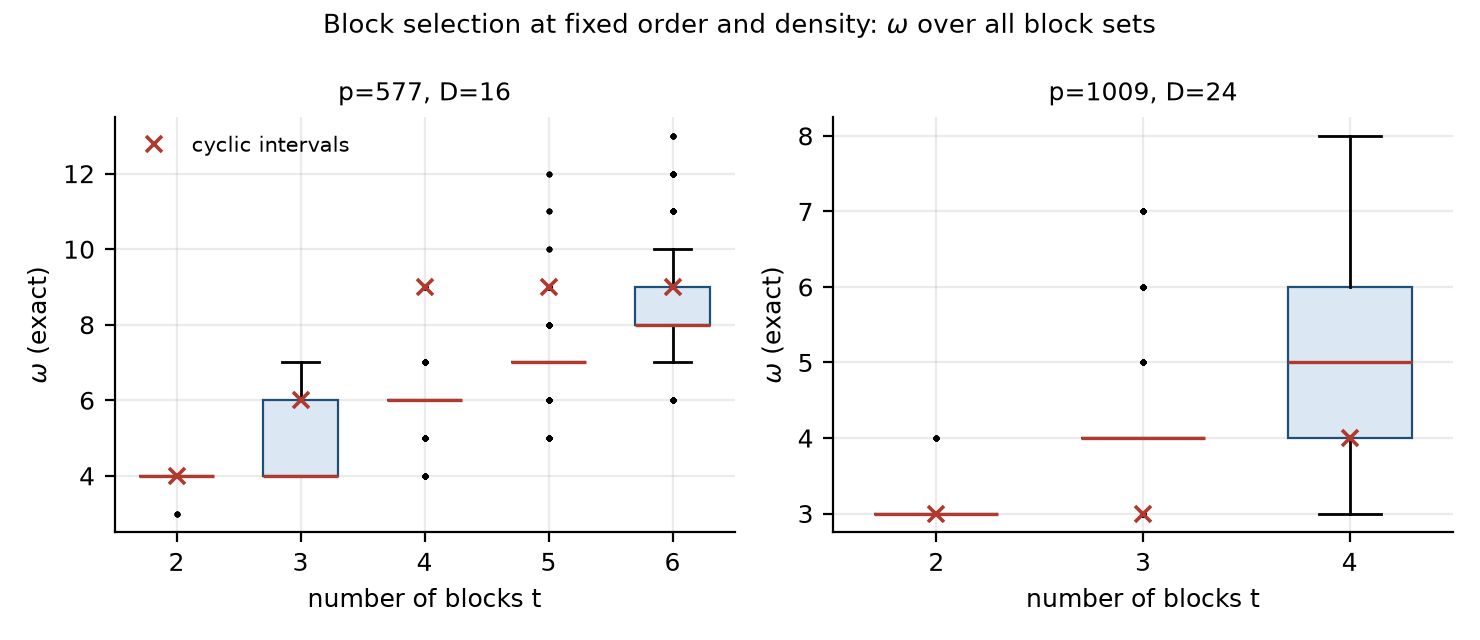 Block selection at fixed order and density: ω over all block sets
p=577, D=16
cyclic intervals
12
10
8
6
4
ω (exact)
2 3 4 5 6
number of blocks t
p=1009, D=24
8
7
6
5
4
3
ω (exact)
2 3 4
number of blocks t